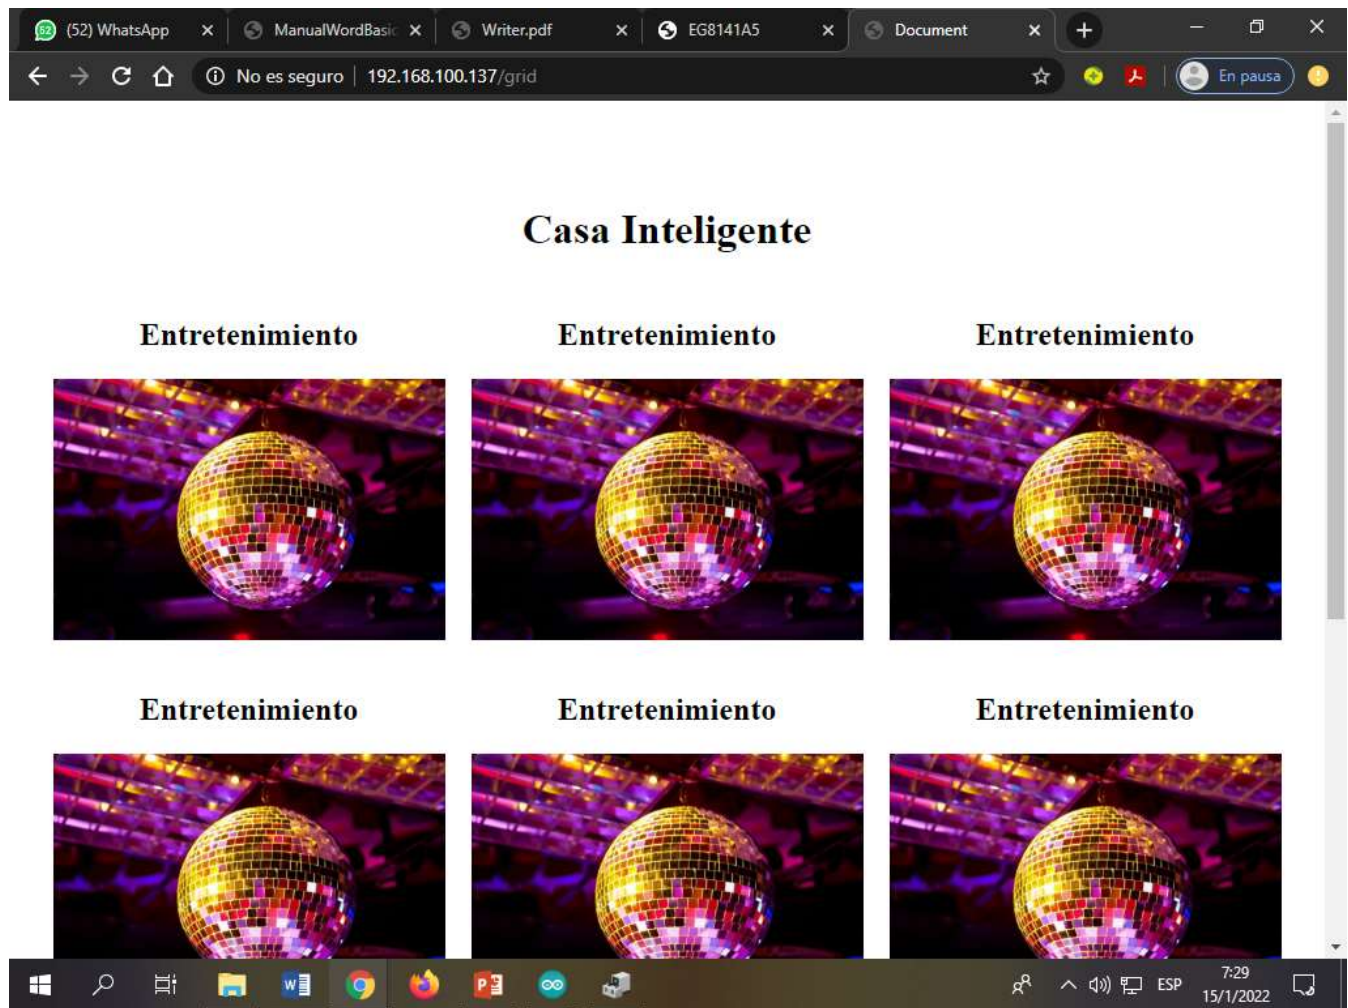 52 (52) WhatsApp ManualWordBasic Writer.pdf EG8141A5 Document
No es seguro 192.168.100.137/grid En pausa
Casa Inteligente
Entretenimiento Entretenimiento Entretenimiento
Entretenimiento Entretenimiento Entretenimiento
ESP 7:29
15/1/2022